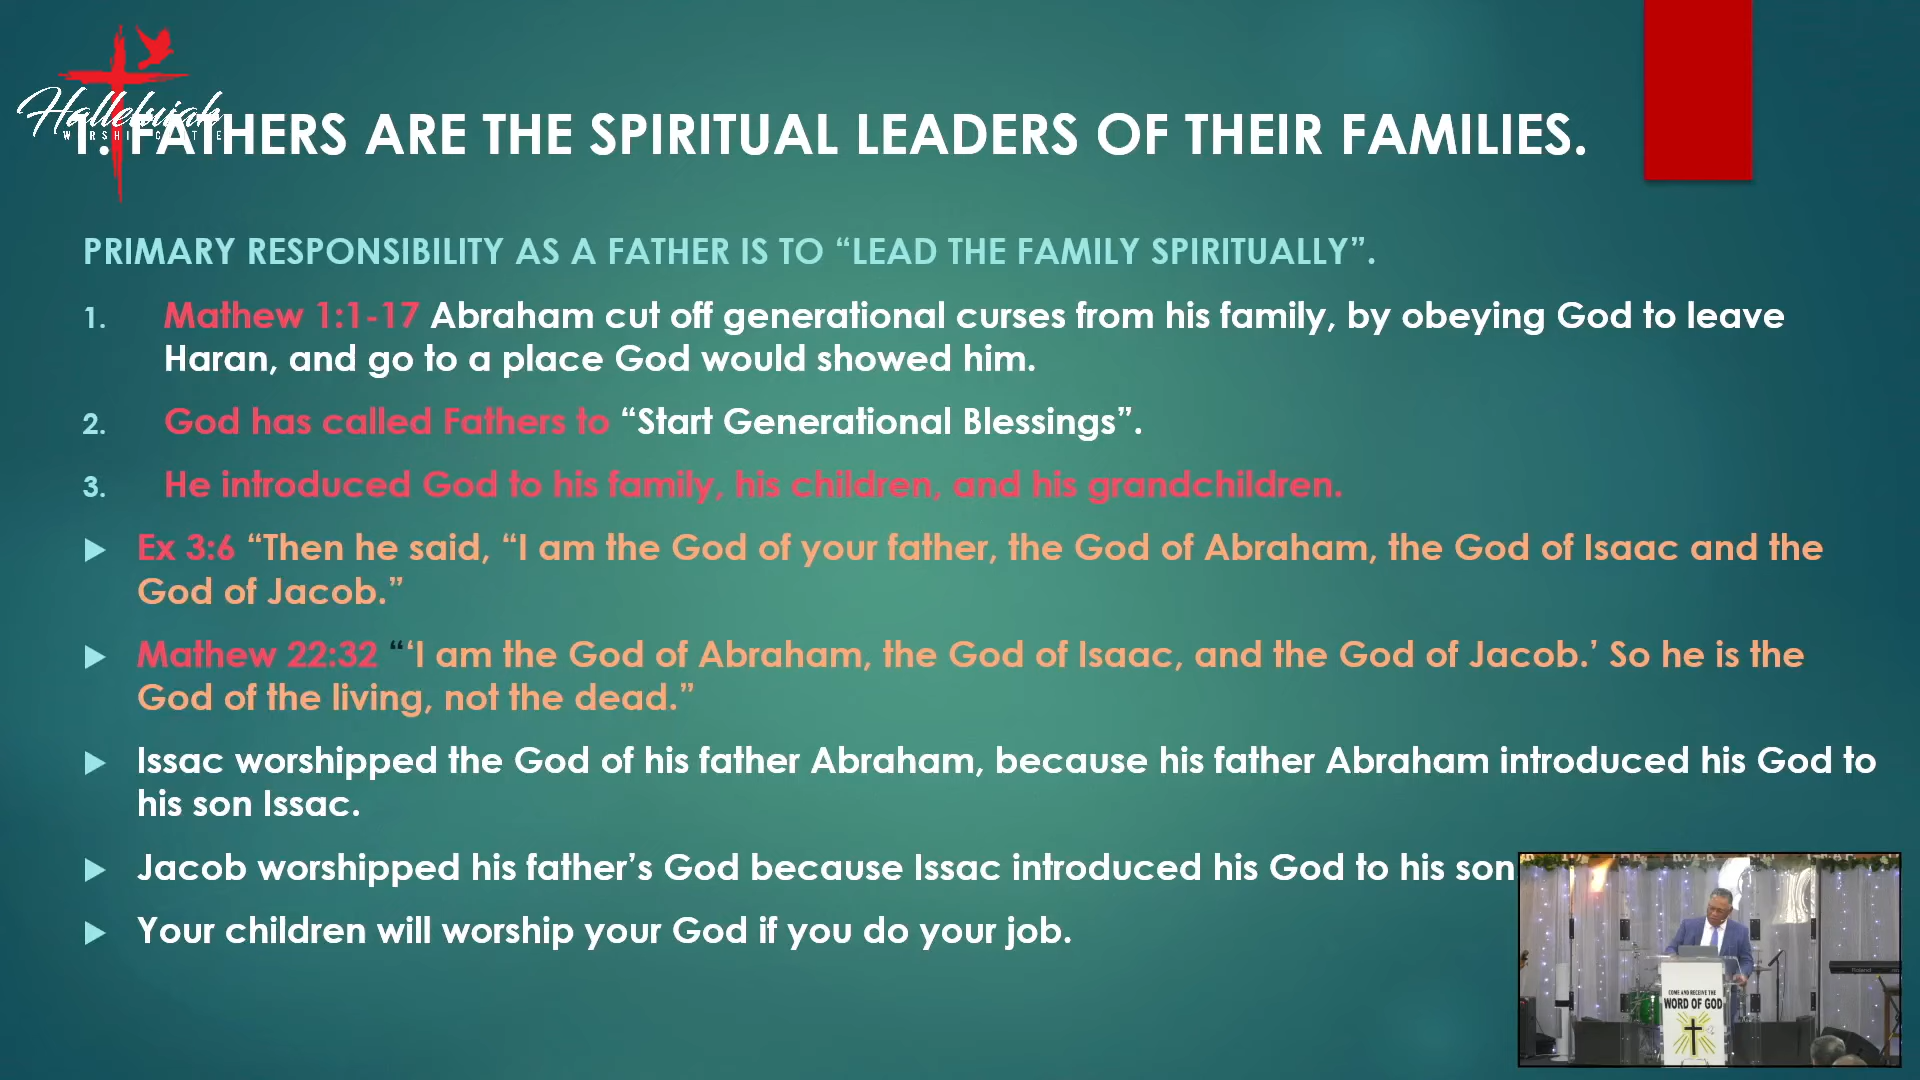 Halleluiah
1. FATHERS ARE THE SPIRITUAL LEADERS OF THEIR FAMILIES.
PRIMARY RESPONSIBILITY AS A FATHER IS TO “LEAD THE FAMILY SPIRITUALLY”.
1. Mathew 1:1-17 Abraham cut off generational curses from his family, by obeying God to leave
Haran, and go to a place God would showed him.
2. God has called Fathers to “Start Generational Blessings”.
3. He introduced God to his family, his children, and his grandchildren.
Ex 3:6 “Then he said, “I am the God of your father, the God of Abraham, the God of Isaac and the
God of Jacob.”
Mathew 22:32 “‘I am the God of Abraham, the God of Isaac, and the God of Jacob.’ So he is the
God of the living, not the dead.”
Issac worshipped the God of his father Abraham, because his father Abraham introduced his God to
his son Issac.
Jacob worshipped his father’s God because Issac introduced his God to his son
Your children will worship your God if you do your job.
COME AND RECEIVE THE
WORD OF GOD
Roland